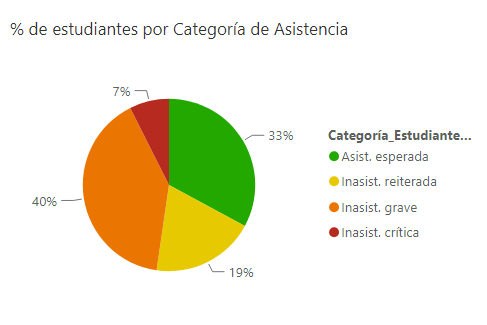 % de estudiantes por Categoría de Asistencia
7%
33%
40%
19%
Categoría_Estudiante...
Asist. esperada
Inasist. reiterada
Inasist. grave
Inasist. crítica